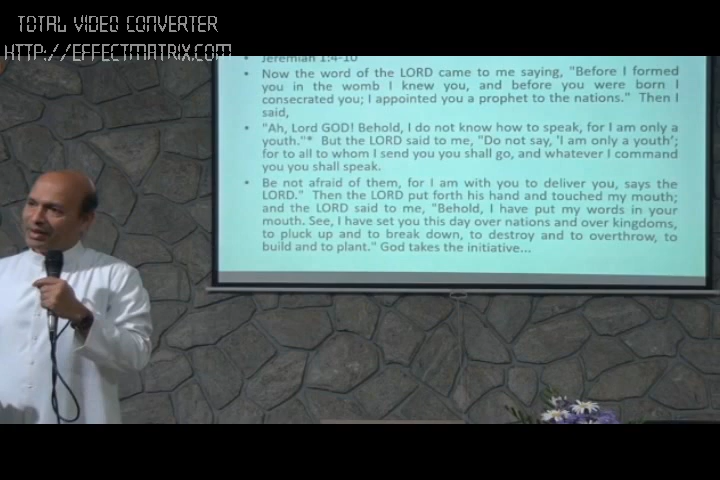 TOTAL VIDEO CONVERTER
HTTP://EFFECTMATRIX.COM
• Jeremiah 1:4-10
• Now the word of the LORD came to me saying, "Before I formed
you in the womb I knew you, and before you were born I
consecrated you; I appointed you a prophet to the nations." Then I
said,
• "Ah, Lord GOD! Behold, I do not know how to speak, for I am only a
youth."* But the LORD said to me, "Do not say, 'I am only a youth';
for to all to whom I send you you shall go, and whatever I command
you you shall speak.
• Be not afraid of them, for I am with you to deliver you, says the
LORD." Then the LORD put forth his hand and touched my mouth;
and the LORD said to me, "Behold, I have put my words in your
mouth. See, I have set you this day over nations and over kingdoms,
to pluck up and to break down, to destroy and to overthrow, to
build and to plant." God takes the initiative...